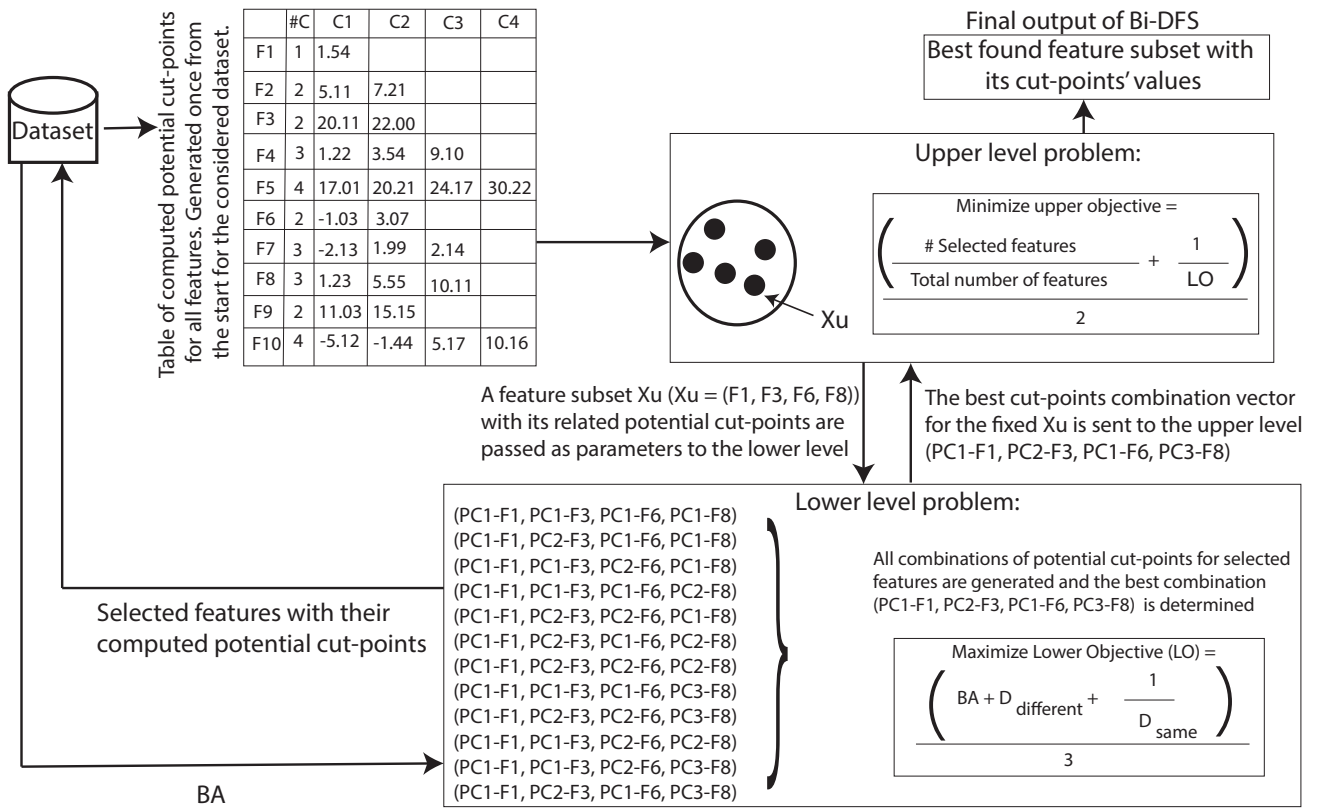 Dataset
Table of computed potential cut-points
for all features. Generated once from
the start for the considered dataset.
#C C1 C2 C3 C4
F1 1 1.54
F2 2 5.11 7.21
F3 2 20.11 22.00
F4 3 1.22 3.54 9.10
F5 4 17.01 20.21 24.17 30.22
F6 2 -1.03 3.07
F7 3 -2.13 1.99 2.14
F8 3 1.23 5.55 10.11
F9 2 11.03 15.15
F10 4 -5.12 -1.44 5.17 10.16
Final output of Bi-DFS
Best found feature subset with
its cut-points' values
Upper level problem:
Xu
Minimize upper objective =
( # Selected features 1 )
+
Total number of features LO
2
A feature subset Xu (Xu = (F1, F3, F6, F8))
with its related potential cut-points are
passed as parameters to the lower level
The best cut-points combination vector
for the fixed Xu is sent to the upper level
(PC1-F1, PC2-F3, PC1-F6, PC3-F8)
Lower level problem:
(PC1-F1, PC1-F3, PC1-F6, PC1-F8)
(PC1-F1, PC2-F3, PC1-F6, PC1-F8)
(PC1-F1, PC1-F3, PC2-F6, PC1-F8)
(PC1-F1, PC1-F3, PC1-F6, PC2-F8)
(PC1-F1, PC2-F3, PC2-F6, PC1-F8)
(PC1-F1, PC2-F3, PC1-F6, PC2-F8)
(PC1-F1, PC2-F3, PC2-F6, PC2-F8)
(PC1-F1, PC1-F3, PC1-F6, PC3-F8)
(PC1-F1, PC2-F3, PC2-F6, PC3-F8)
(PC1-F1, PC1-F3, PC2-F6, PC2-F8)
(PC1-F1, PC1-F3, PC2-F6, PC3-F8)
(PC1-F1, PC2-F3, PC1-F6, PC3-F8)
}
All combinations of potential cut-points for selected
features are generated and the best combination
(PC1-F1, PC2-F3, PC1-F6, PC3-F8) is determined
Maximize Lower Objective (LO) =
( BA + D different + 1 )
D same
3
Selected features with their
computed potential cut-points
BA